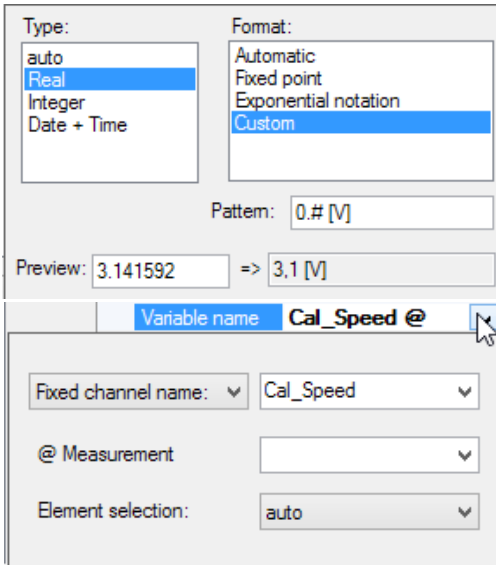 Type: Format:
auto Automatic
Real Fixed point
Integer Exponential notation
Date + Time Custom
Pattern: 0.# [V]
Preview: 3.141592 => 3,1 [V]
Variable name Cal_Speed @
Fixed channel name: Cal_Speed
@ Measurement
Element selection: auto